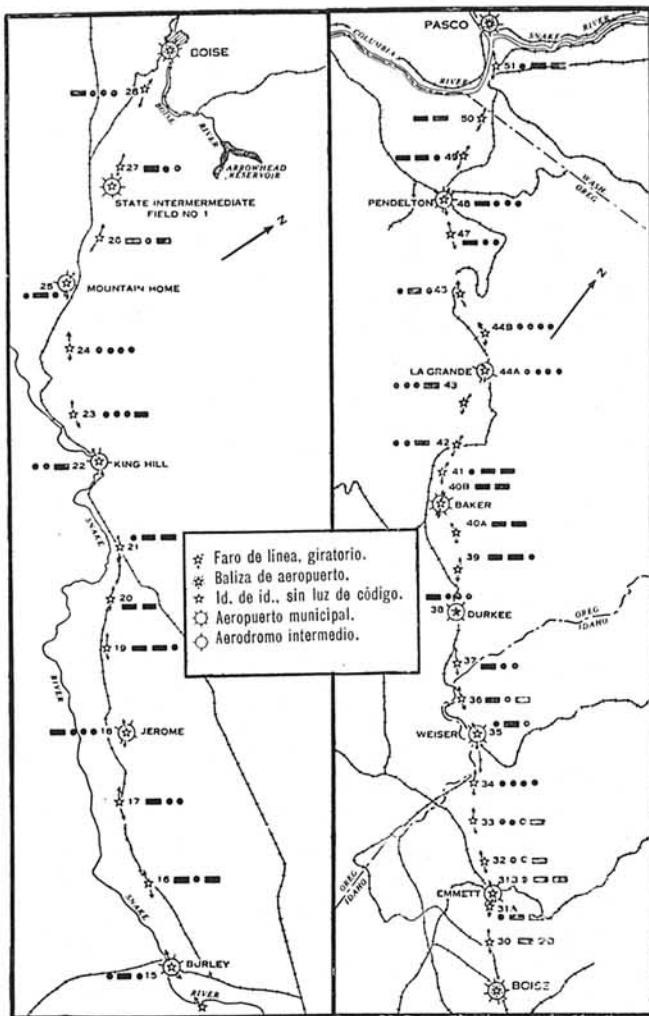 BOISE
28
BOISE
RIVER
ARROWHEAD
RESERVOIR
27
STATE INTERMERMEDIATE
FIELD NO 1
26
Z
25
MOUNTAIN HOME
24
23
22
KING HILL
SNAKE
21
20
19
RIVER
18
JEROME
17
16
SNAKE
BURLEY
15
RIVER
PASCO
SNAKE
RIVER
COLUMBIA
RIVER
51
50
49
WASH
OREG
PENDELTON
48
47
N
43
44B
LA GRANDE
44A
43
42
41
40B
BAKER
40A
39
38
DURKEE
OREG
IDAHO
37
36
WEISER
35
34
33
32
OREG
IDAHO
31B
EMMETT
31A
30
BOISE
Faro de línea, giratorio.
Baliza de aeropuerto.
Id. de id., sin luz de código.
Aeropuerto municipal.
Aerodromo intermedio.